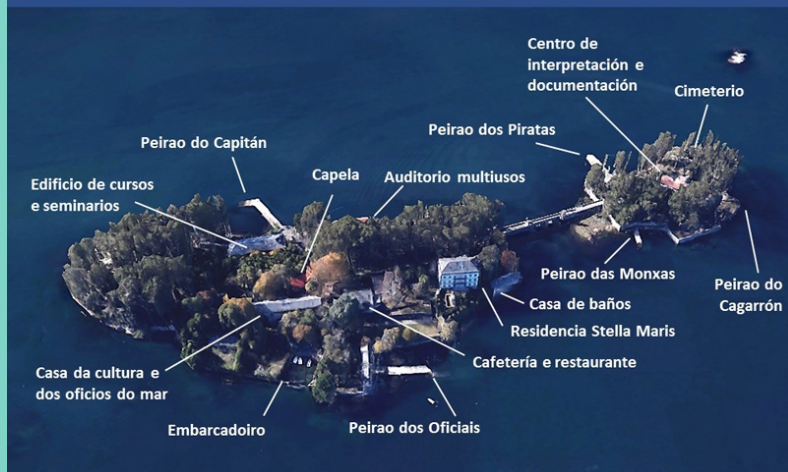 Centro de
interpretación e
documentación
Cimeterio
Peirao dos Piratas
Peirao do Capitán
Capela
Auditorio multiusos
Edificio de cursos
e seminarios
Peirao das Monxas
Peirao do
Cagarrón
Casa de baños
Residencia Stella Maris
Cafetería e restaurante
Casa da cultura e
dos oficios do mar
Embarcadoiro
Peirao dos Oficiais